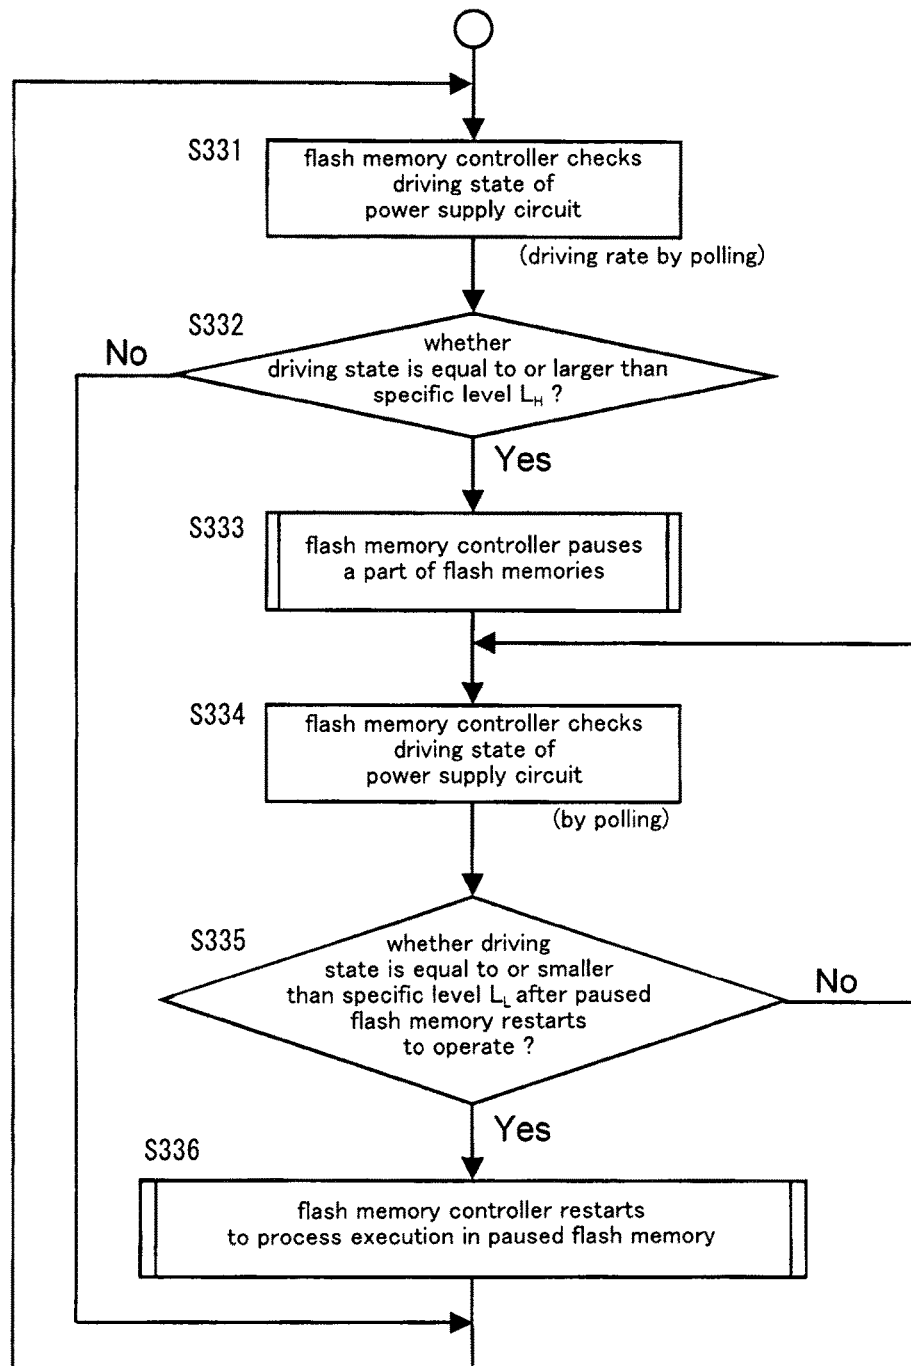 S331
flash memory controller checks
driving state of
power supply circuit
(driving rate by polling)
S332
No
whether
driving state is equal to or larger than
specific level L_H ?
Yes
S333
flash memory controller pauses
a part of flash memories
S334
flash memory controller checks
driving state of
power supply circuit
(by polling)
S335
whether driving
state is equal to or smaller
than specific level L_L after paused
flash memory restarts
to operate ?
No
Yes
S336
flash memory controller restarts
to process execution in paused flash memory